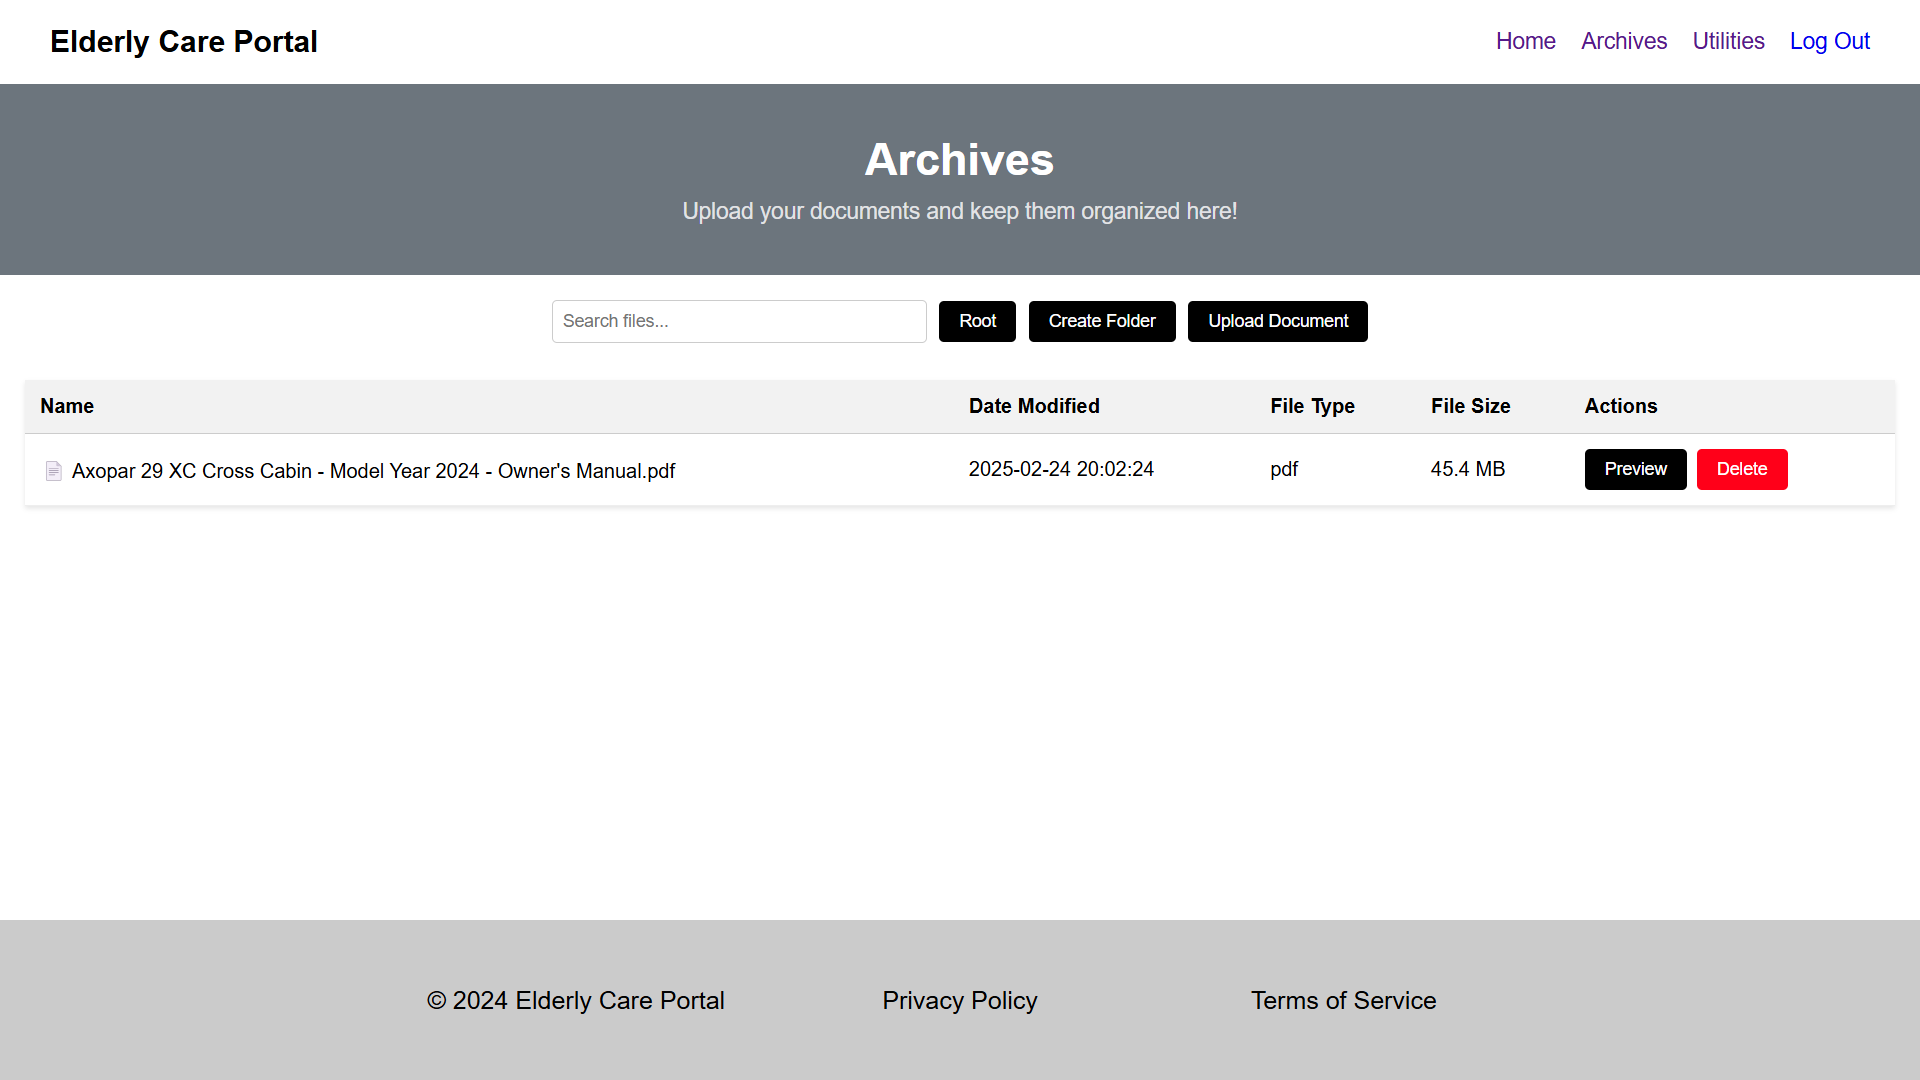 Elderly Care Portal
Home Archives Utilities Log Out
Archives
Upload your documents and keep them organized here!
Search files...
Root
Create Folder
Upload Document
Name Date Modified File Type File Size Actions
Axopar 29 XC Cross Cabin - Model Year 2024 - Owner's Manual.pdf 2025-02-24 20:02:24 pdf 45.4 MB Preview Delete
© 2024 Elderly Care Portal Privacy Policy Terms of Service